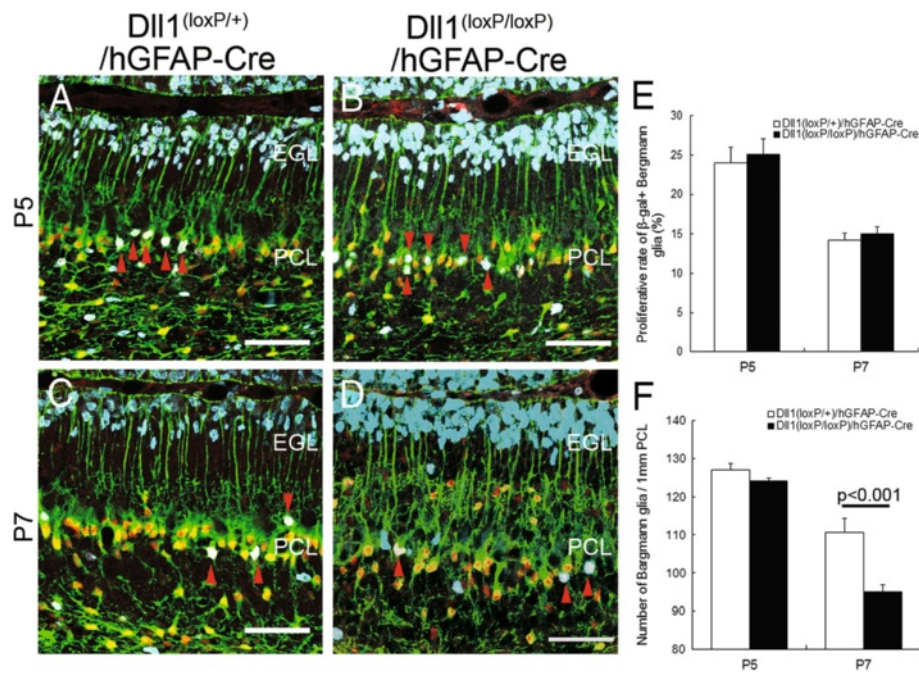 Dll1(loxP/+)
/hGFAP-Cre
Dll1(loxP/loxP)
/hGFAP-Cre
P5
P7
A
EGL
PCL
B
EGL
PCL
C
EGL
PCL
D
EGL
PCL
E
Dll1(loxP/+)/hGFAP-Cre
Dll1(loxP/loxP)/hGFAP-Cre
Proliferative rate of β-gal+ Bergmann
glia (%)
30
25
20
15
10
5
0
P5
P7
F
Dll1(loxP/+)/hGFAP-Cre
Dll1(loxP/loxP)/hGFAP-Cre
Number of Bargmann glia / 1mm PCL
140
130
120
110
100
90
80
p<0.001
P5
P7